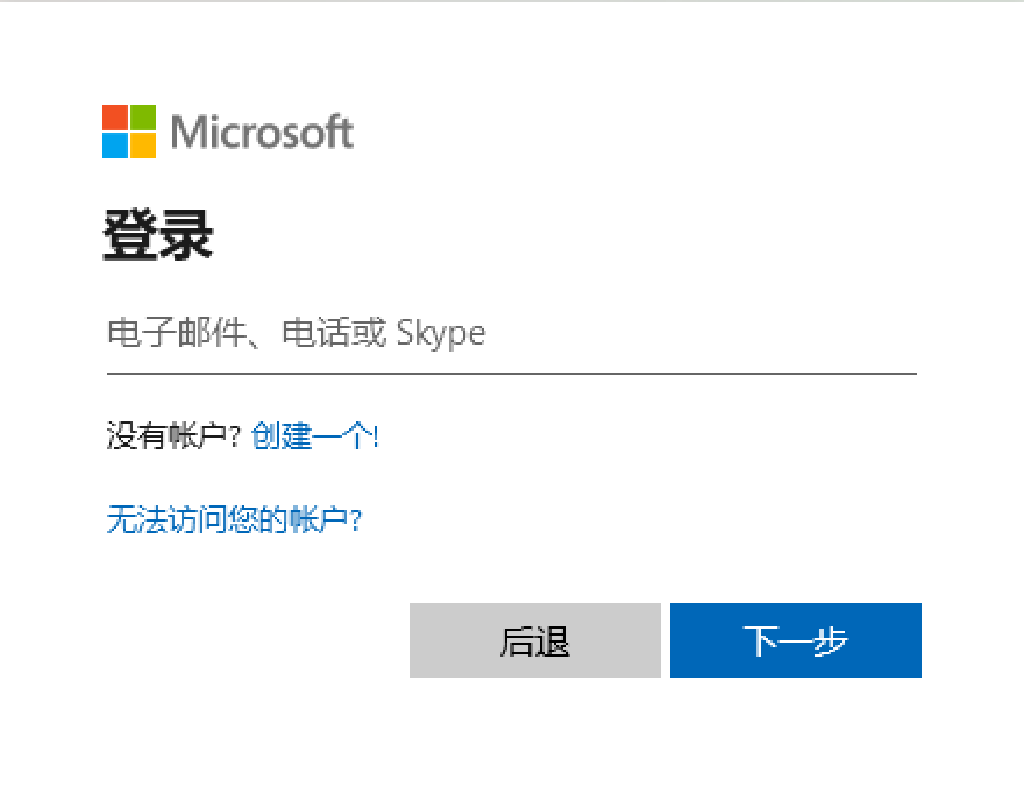 Microsoft
登录
电子邮件、电话或 Skype
没有帐户? 创建一个!
无法访问您的帐户?
后退 下一步